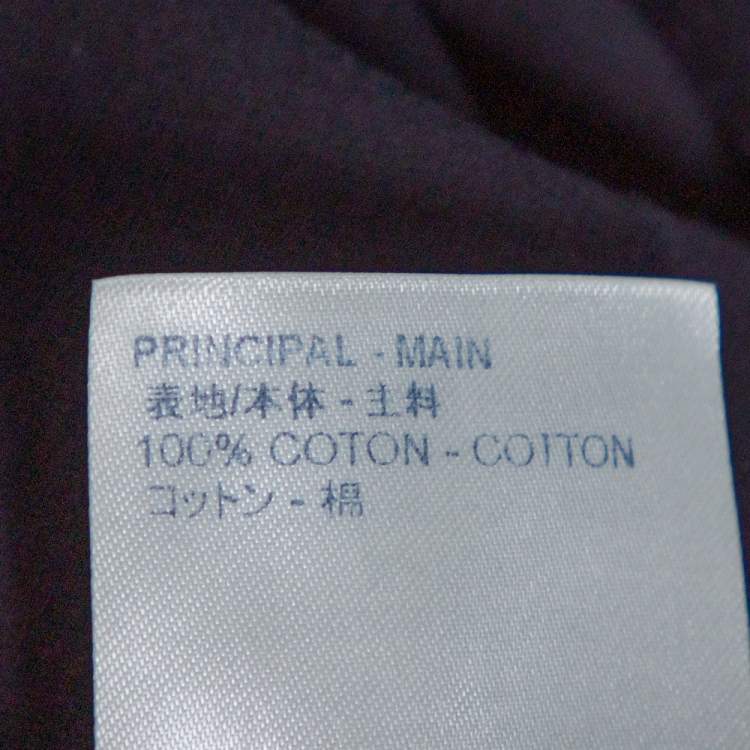 PRINCIPAL - MAIN
表地/本体 - 主料
100% COTON - COTTON
コットン - 棉